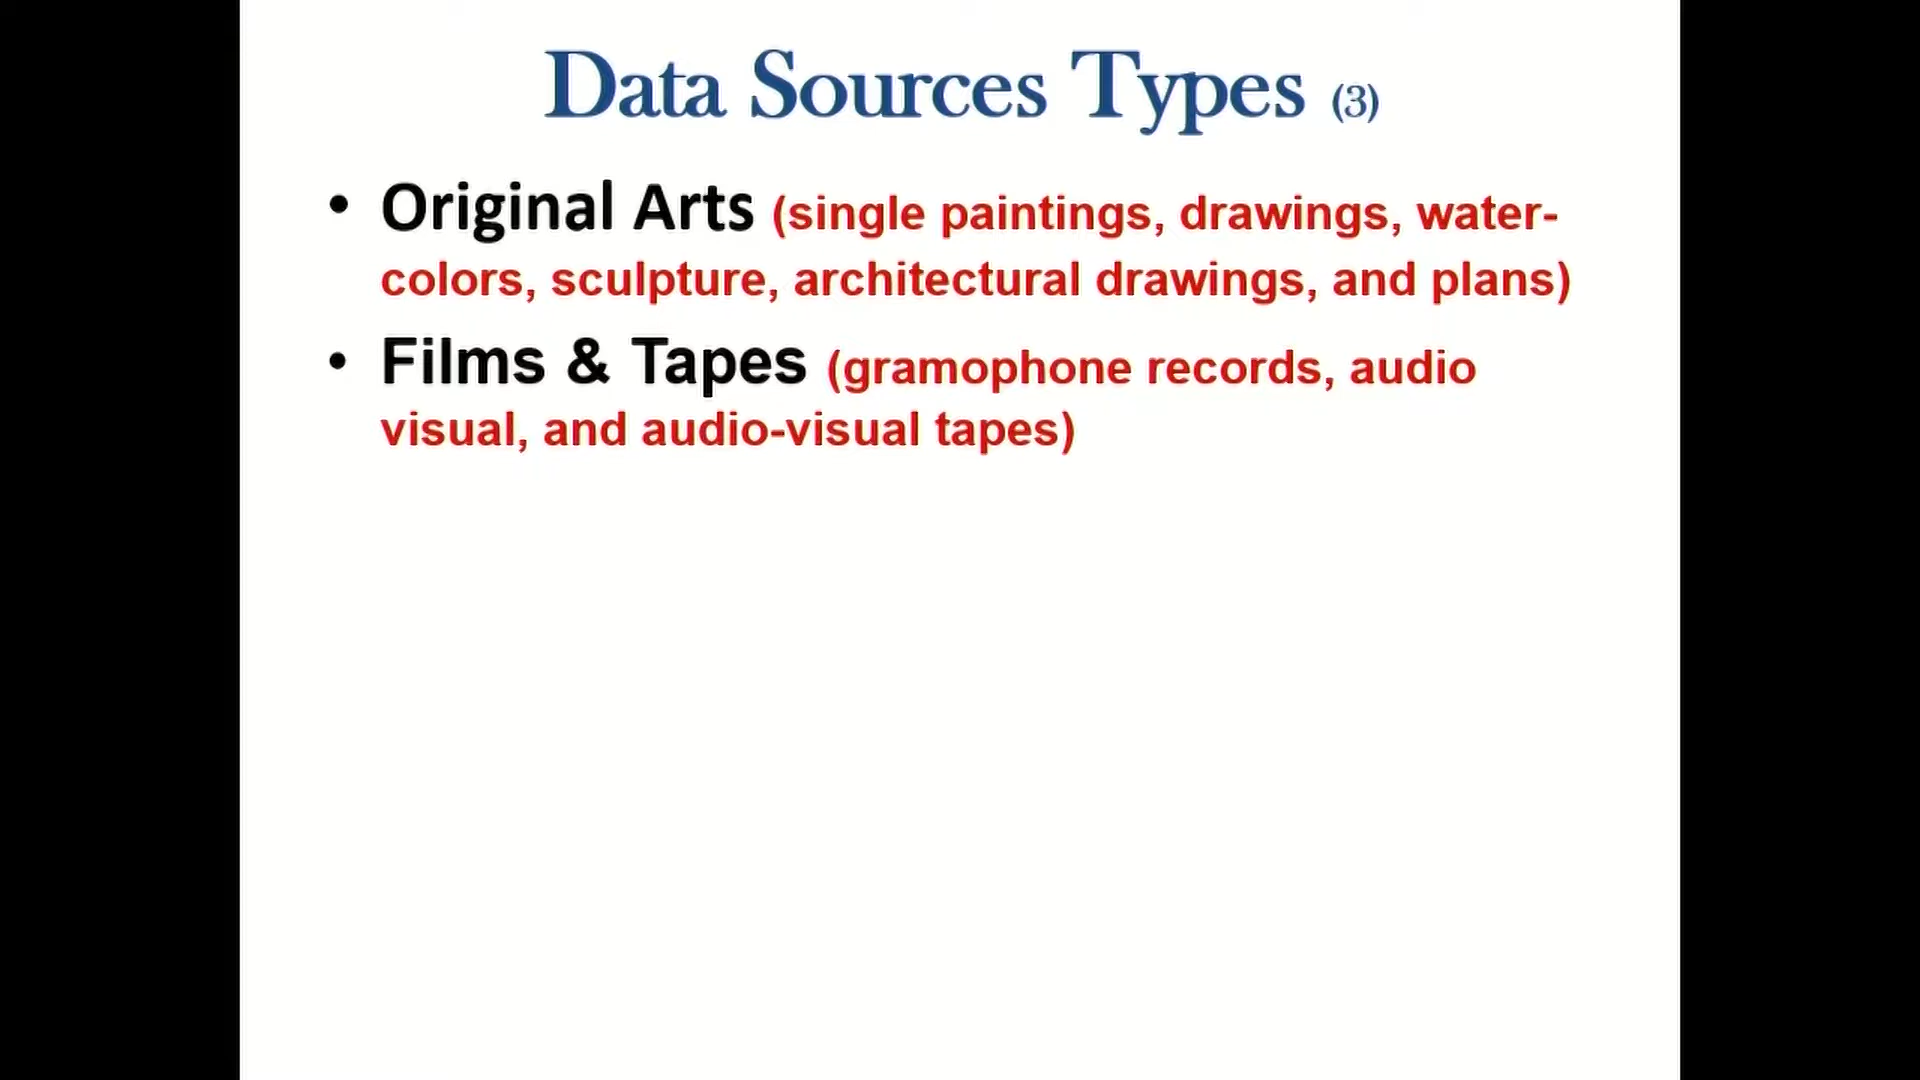 Data Sources Types (3)
• Original Arts (single paintings, drawings, water-
colors, sculpture, architectural drawings, and plans)
• Films & Tapes (gramophone records, audio
visual, and audio-visual tapes)